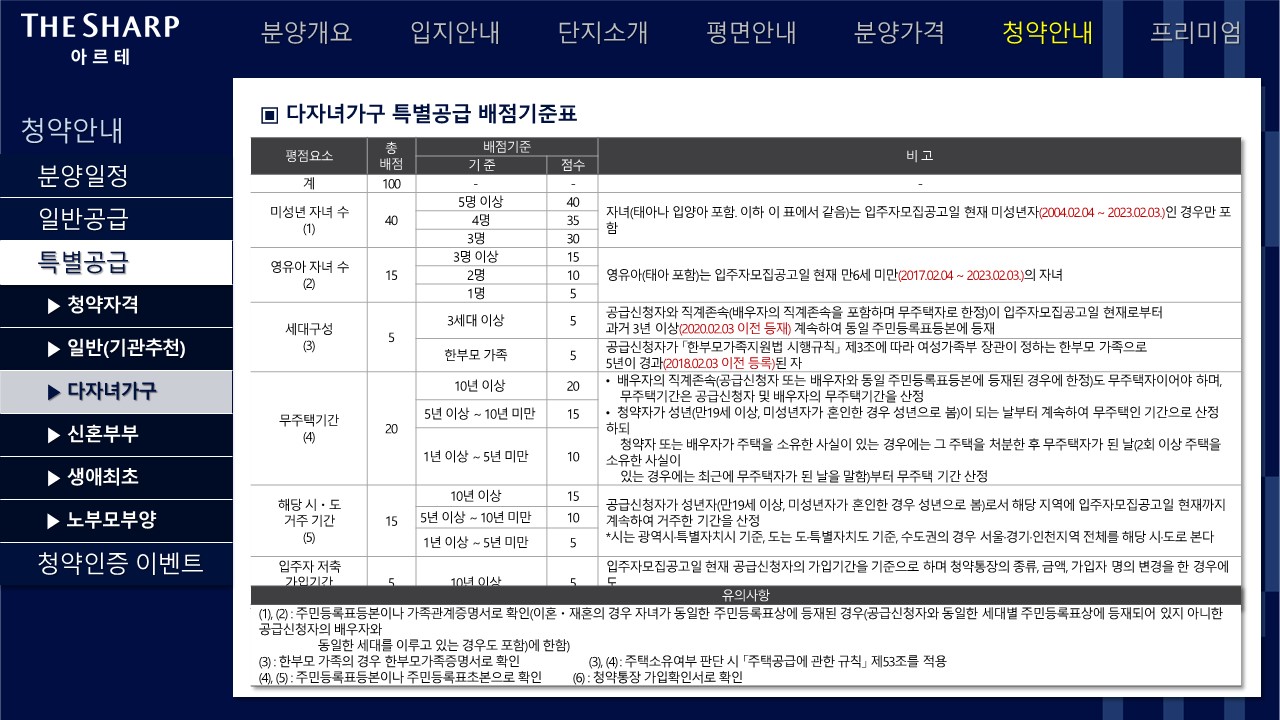 THE SHARP
아르테
분양개요 입지안내 단지소개 평면안내 분양가격 청약안내 프리미엄
청약안내
분양일정
일반공급
특별공급
▶ 청약자격
▶ 일반(기관추천)
▶ 다자녀가구
▶ 신혼부부
▶ 생애최초
▶ 노부모부양
청약인증 이벤트
▣ 다자녀가구 특별공급 배점기준표
평점요소 총 배점 배점기준 비 고
기 준 점수
계 100 - - -
미성년 자녀 수
(1)
40
5명 이상 40
4명 35
3명 30
자녀(태아나 입양아 포함. 이하 이 표에서 같음)는 입주자모집공고일 현재 미성년자(2004.02.04 ~ 2023.02.03.)인 경우만 포
함
영유아 자녀 수
(2)
15
3명 이상 15
2명 10
1명 5
영유아(태아 포함)는 입주자모집공고일 현재 만6세 미만(2017.02.04 ~ 2023.02.03.)의 자녀
세대구성
(3)
5
3세대 이상 5
공급신청자와 직계존속(배우자의 직계존속을 포함하며 무주택자로 한정)이 입주자모집공고일 현재로부터
과거 3년 이상(2020.02.03 이전 등재) 계속하여 동일 주민등록표등본에 등재
한부모 가족 5
공급신청자가 「한부모가족지원법 시행규칙」 제3조에 따라 여성가족부 장관이 정하는 한부모 가족으로
5년이 경과(2018.02.03 이전 등록)된 자
무주택기간
(4)
20
10년 이상 20
5년 이상 ~ 10년 미만 15
1년 이상 ~ 5년 미만 10
• 배우자의 직계존속(공급신청자 또는 배우자와 동일 주민등록표등본에 등재된 경우에 한정)도 무주택자이어야 하며,
무주택기간은 공급신청자 및 배우자의 무주택기간을 산정
• 청약자가 성년(만19세 이상, 미성년자가 혼인한 경우 성년으로 봄)이 되는 날부터 계속하여 무주택인 기간으로 산정
하되
청약자 또는 배우자가 주택을 소유한 사실이 있는 경우에는 그 주택을 처분한 후 무주택자가 된 날(2회 이상 주택을
소유한 사실이
있는 경우에는 최근에 무주택자가 된 날을 말함)부터 무주택 기간 산정
해당 시・도
거주 기간
(5)
15
10년 이상 15
5년 이상 ~ 10년 미만 10
1년 이상 ~ 5년 미만 5
공급신청자가 성년자(만19세 이상, 미성년자가 혼인한 경우 성년으로 봄)로서 해당 지역에 입주자모집공고일 현재까지
계속하여 거주한 기간을 산정
*시는 광역시·특별자치시 기준, 도는 도·특별자치도 기준, 수도권의 경우 서울·경기·인천지역 전체를 해당 시·도로 본다
입주자 저축
가입기간
5
10년 이상 5
입주자모집공고일 현재 공급신청자의 가입기간을 기준으로 하며 청약통장의 종류, 금액, 가입자 명의 변경을 한 경우에
도
유의사항
(1), (2) : 주민등록표등본이나 가족관계증명서로 확인(이혼・재혼의 경우 자녀가 동일한 주민등록표상에 등재된 경우(공급신청자와 동일한 세대별 주민등록표상에 등재되어 있지 아니한
공급신청자의 배우자와
동일한 세대를 이루고 있는 경우도 포함)에 한함)
(3) : 한부모 가족의 경우 한부모가족증명서로 확인 (3), (4) : 주택소유여부 판단 시 「주택공급에 관한 규칙」 제53조를 적용
(4), (5) : 주민등록표등본이나 주민등록표초본으로 확인 (6) : 청약통장 가입확인서로 확인